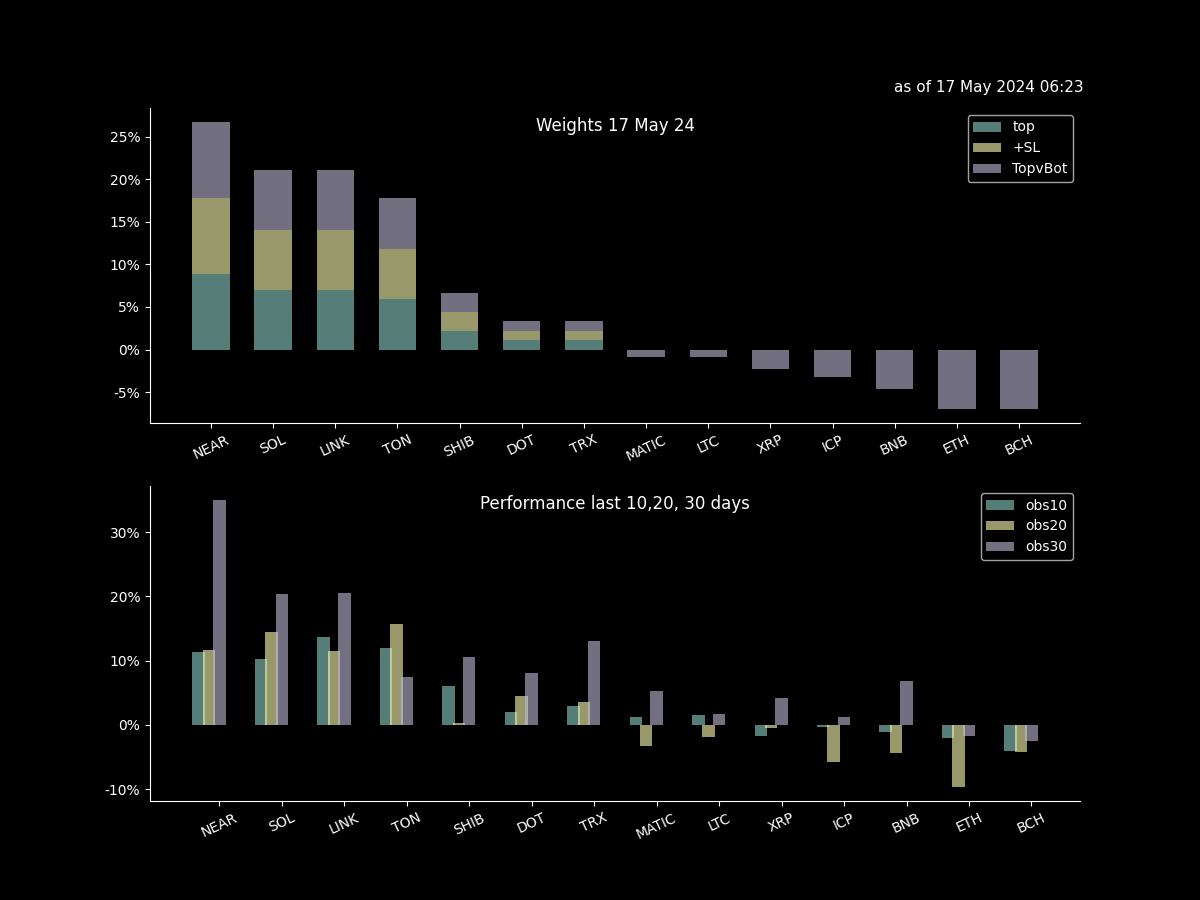 as of 17 May 2024 06:23
Weights 17 May 24
top
+SL
TopvBot
25%
20%
15%
10%
5%
0%
-5%
NEAR SOL LINK TON SHIB DOT TRX MATIC LTC XRP ICP BNB ETH BCH
Performance last 10,20, 30 days
obs10
obs20
obs30
30%
20%
10%
0%
-10%
NEAR SOL LINK TON SHIB DOT TRX MATIC LTC XRP ICP BNB ETH BCH